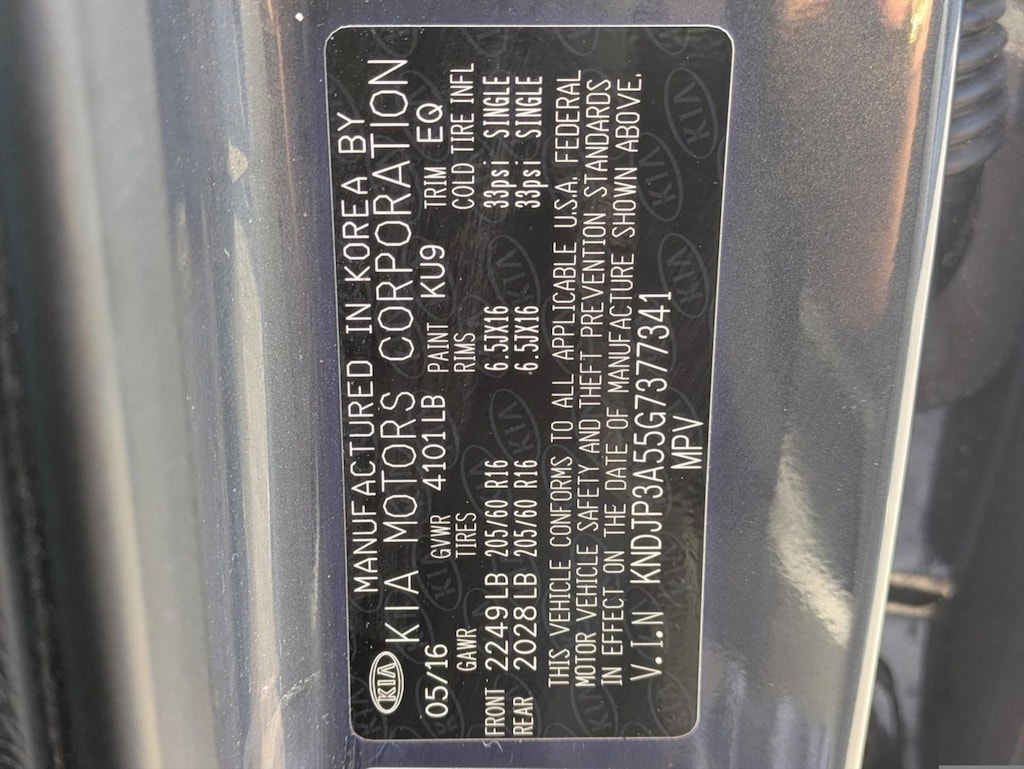 MANUFACTURED IN KOREA BY
KIA KIA MOTORS CORPORATION
05/16 GVWR 4101LB PAINT KU9 TRIM EQ
GAWR TIRES RIMS COLD TIRE INFL
FRONT 2249LB 205/60 R16 6.5JX16 33psi SINGLE
REAR 2028LB 205/60 R16 6.5JX16 33psi SINGLE
THIS VEHICLE CONFORMS TO ALL APPLICABLE U.S.A. FEDERAL
MOTOR VEHICLE SAFETY AND THEFT PREVENTION STANDARDS
IN EFFECT ON THE DATE OF MANUFACTURE SHOWN ABOVE.
V.I.N KNDJP3A55G7377341
MPV